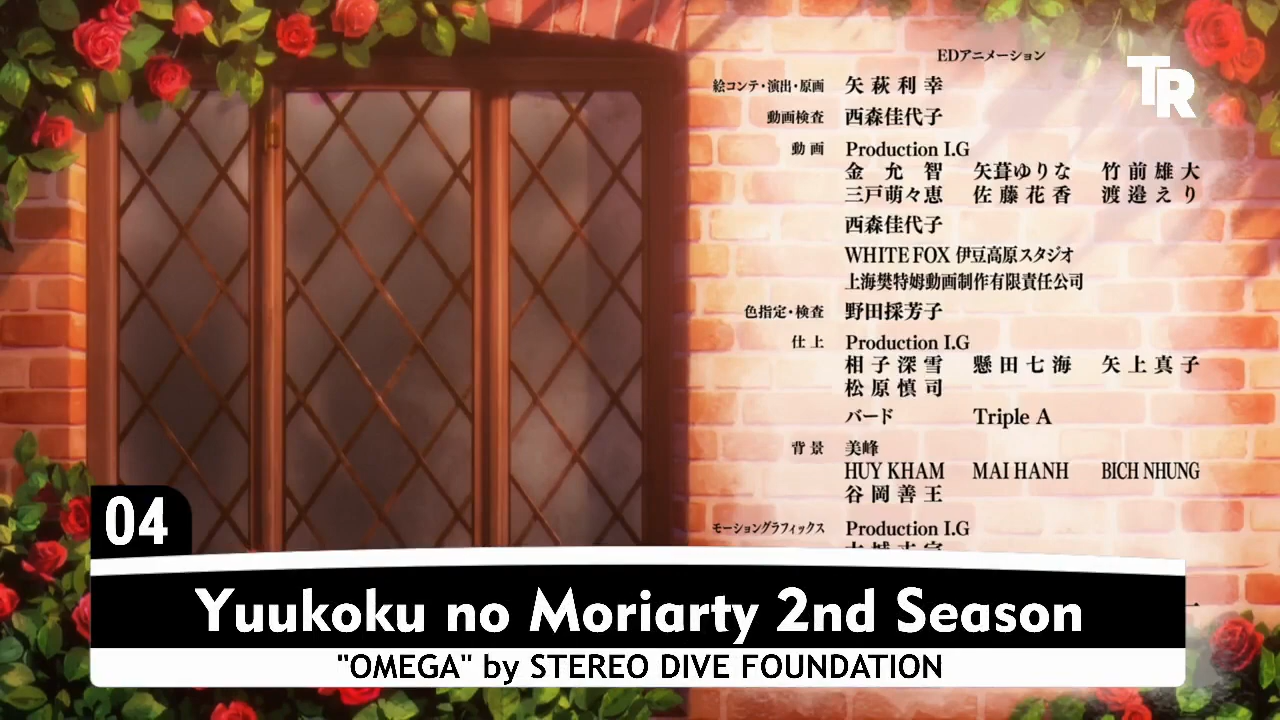 EDアニメーション
TR
絵コンテ・演出・原画 矢萩利幸
動画検査 西森佳代子
動画 Production I.G
金允智 矢葺ゆりな 竹前雄大
三戸萌々恵 佐藤花香 渡邉えり
西森佳代子
WHITE FOX 伊豆高原スタジオ
上海樊特姆動画制作有限責任公司
色指定・検査 野田採芳子
仕上 Production I.G
相子深雪 懸田七海 矢上真子
松原慎司
バード Triple A
背景 美峰
HUY KHAM MAI HANH BICH NHUNG
谷岡善王
モーショングラフィックス Production I.G
04
Yuukoku no Moriarty 2nd Season
"OMEGA" by STEREO DIVE FOUNDATION